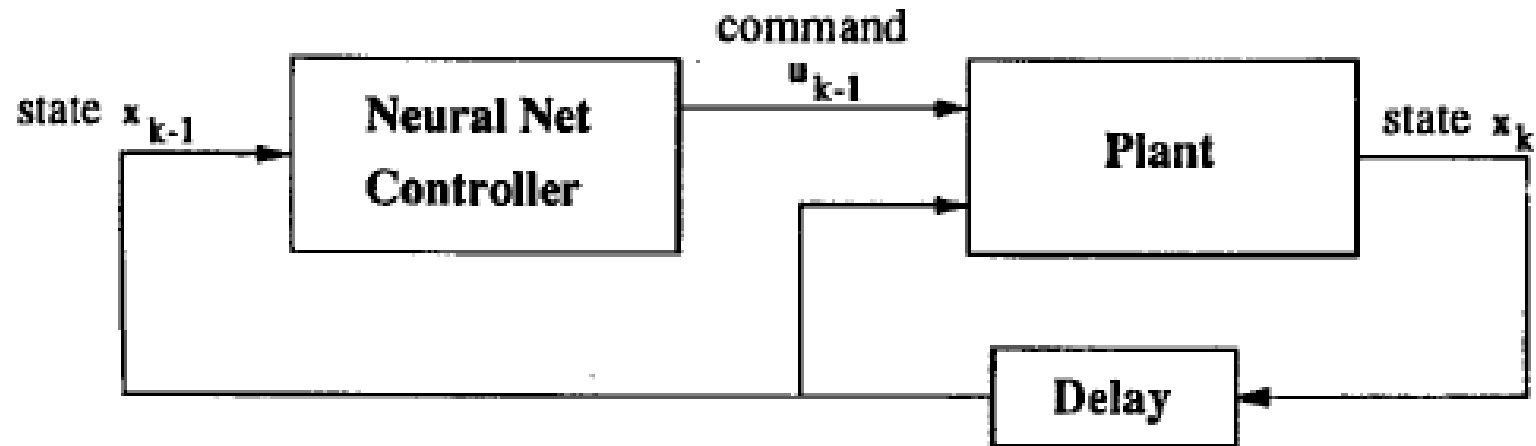 command
u k-1
state x k-1
Neural Net
Controller
Plant
state x k
Delay